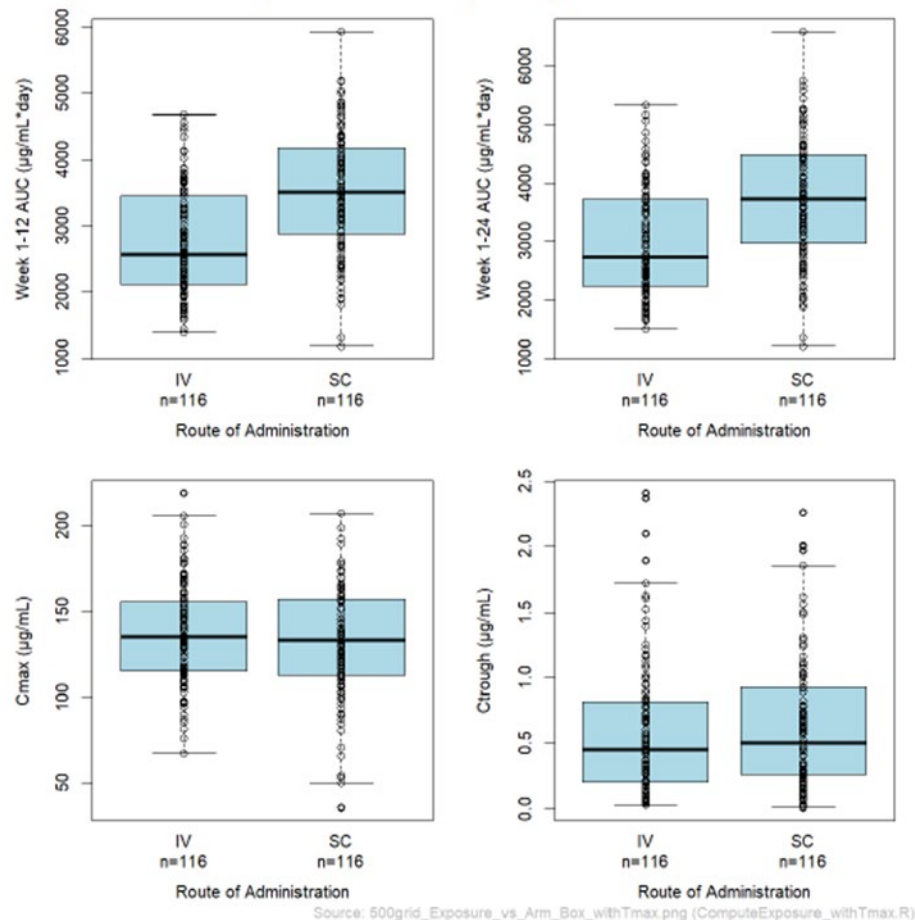 Week 1-12 AUC (µg/mL*day)
6000
5000
4000
3000
2000
1000
IV
n=116
SC
n=116
Route of Administration
Week 1-24 AUC (µg/mL*day)
6000
5000
4000
3000
2000
1000
IV
n=116
SC
n=116
Route of Administration
Cmax (µg/mL)
200
150
100
50
IV
n=116
SC
n=116
Route of Administration
Ctrough (µg/mL)
2.5
2.0
1.5
1.0
0.5
0.0
IV
n=116
SC
n=116
Route of Administration
Source: 500grid_Exposure_vs_Arm_Box_withTmax.png (ComputeExposure_withTmax.R)